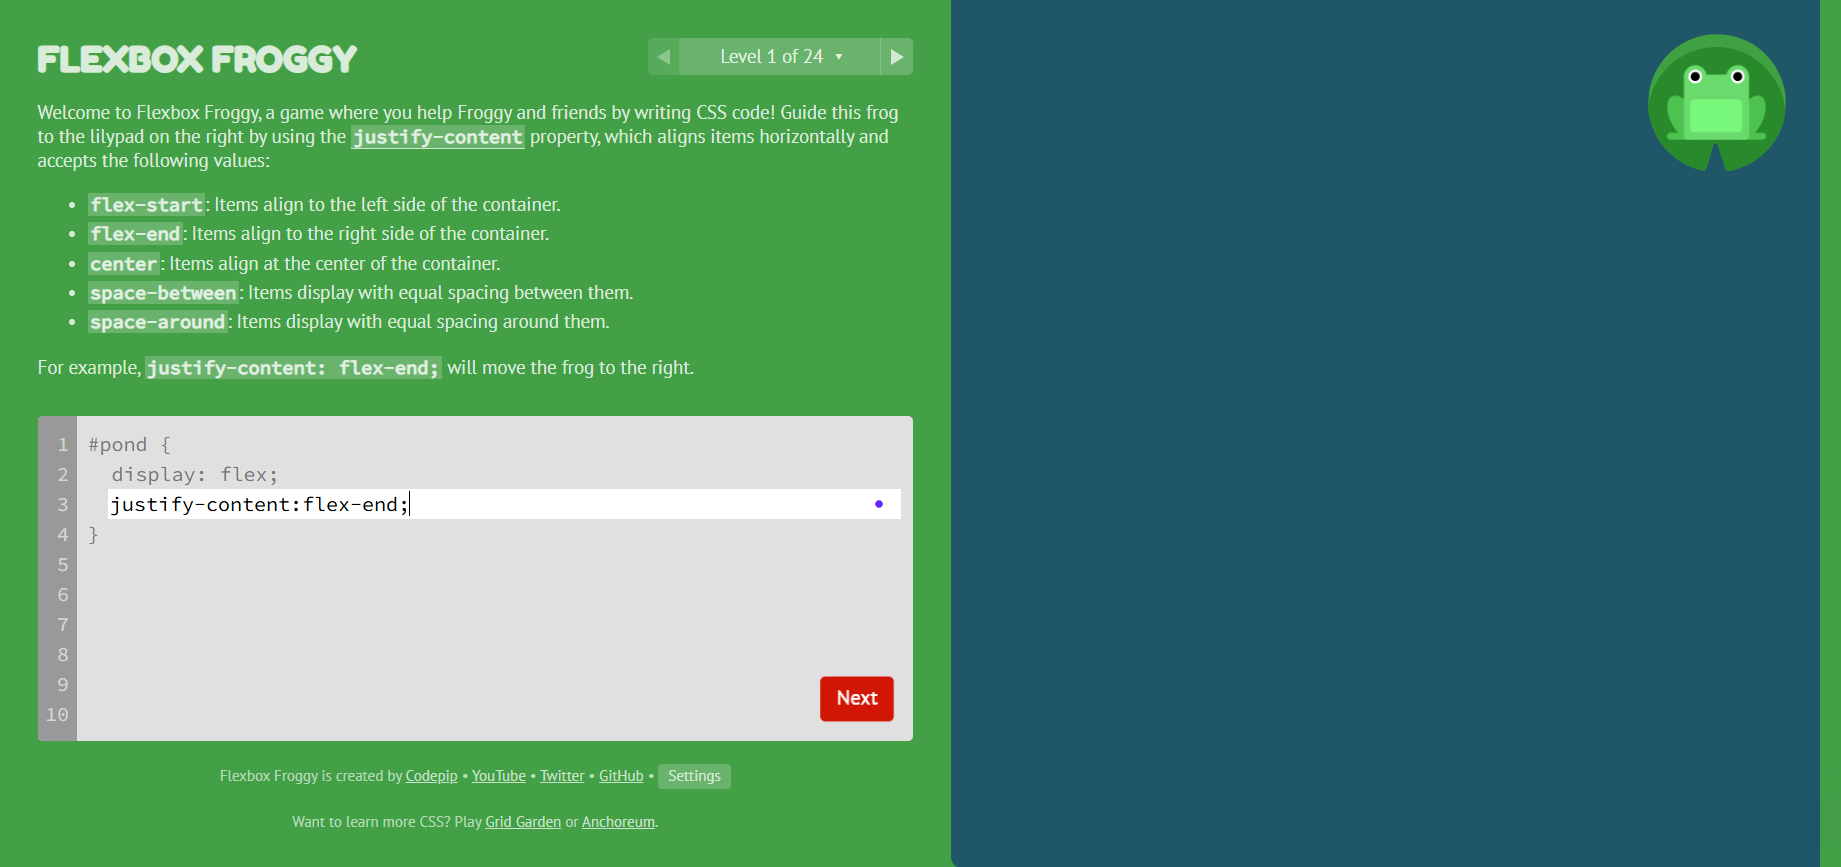 FLEXBOX FROGGY
Level 1 of 24
Welcome to Flexbox Froggy, a game where you help Froggy and friends by writing CSS code! Guide this frog
to the lilypad on the right by using the justify-content property, which aligns items horizontally and
accepts the following values:
• flex-start: Items align to the left side of the container.
• flex-end: Items align to the right side of the container.
• center: Items align at the center of the container.
• space-between: Items display with equal spacing between them.
• space-around: Items display with equal spacing around them.
For example, justify-content: flex-end; will move the frog to the right.
1 #pond {
2 display: flex;
3 justify-content:flex-end;
4 }
5
6
7
8
9
10
Next
Flexbox Froggy is created by Codepip • YouTube • Twitter • GitHub • Settings
Want to learn more CSS? Play Grid Garden or Anchoreum.